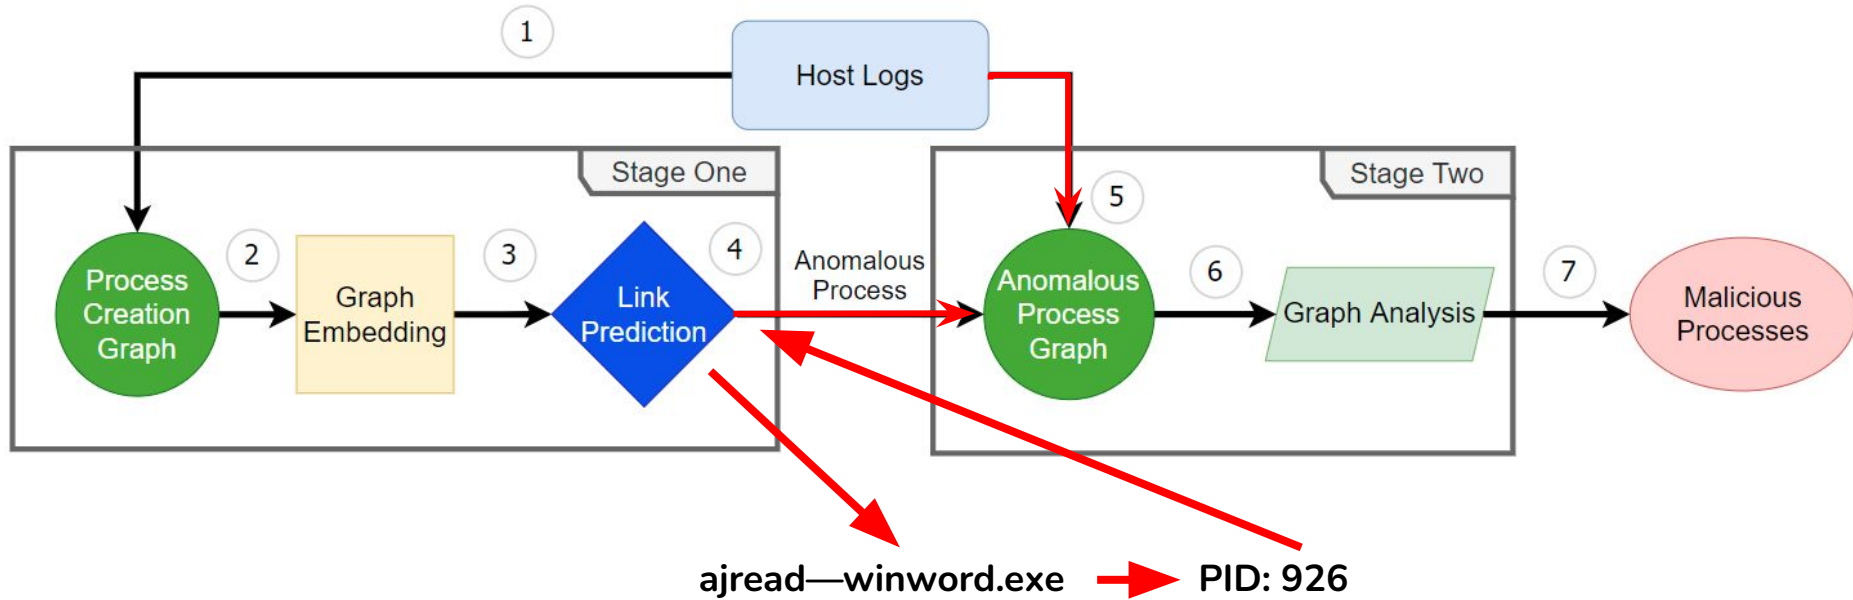 1
Host Logs
Stage One
Stage Two
5
2
3
4
Anomalous
Process
6
7
Process
Creation
Graph
Graph
Embedding
Link
Prediction
Anomalous
Process
Graph
Graph Analysis
Malicious
Processes
ajread—winword.exe
PID: 926